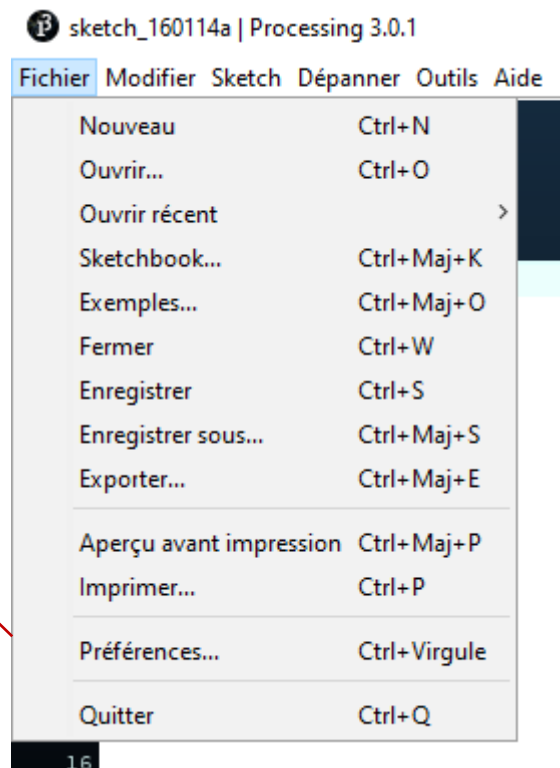 sketch_160114a | Processing 3.0.1
Fichier Modifier Sketch Dépanner Outils Aide
Nouveau Ctrl+N
Ouvrir... Ctrl+O
Ouvrir récent
Sketchbook... Ctrl+Maj+K
Exemples... Ctrl+Maj+O
Fermer Ctrl+W
Enregistrer Ctrl+S
Enregistrer sous... Ctrl+Maj+S
Exporter... Ctrl+Maj+E
Aperçu avant impression Ctrl+Maj+P
Imprimer... Ctrl+P
Préférences... Ctrl+Virgule
Quitter Ctrl+Q
16